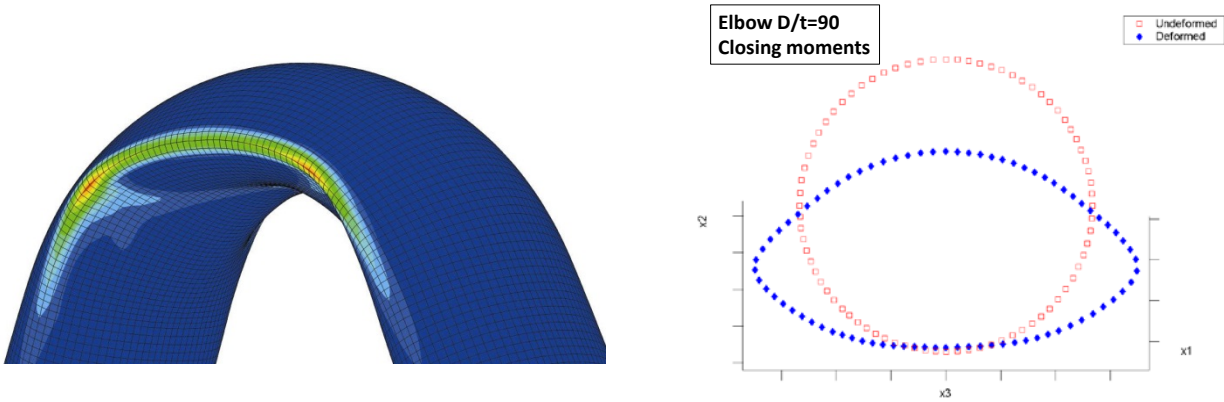 Elbow D/t=90
Closing moments
Undeformed
Deformed
x2
x1
x3